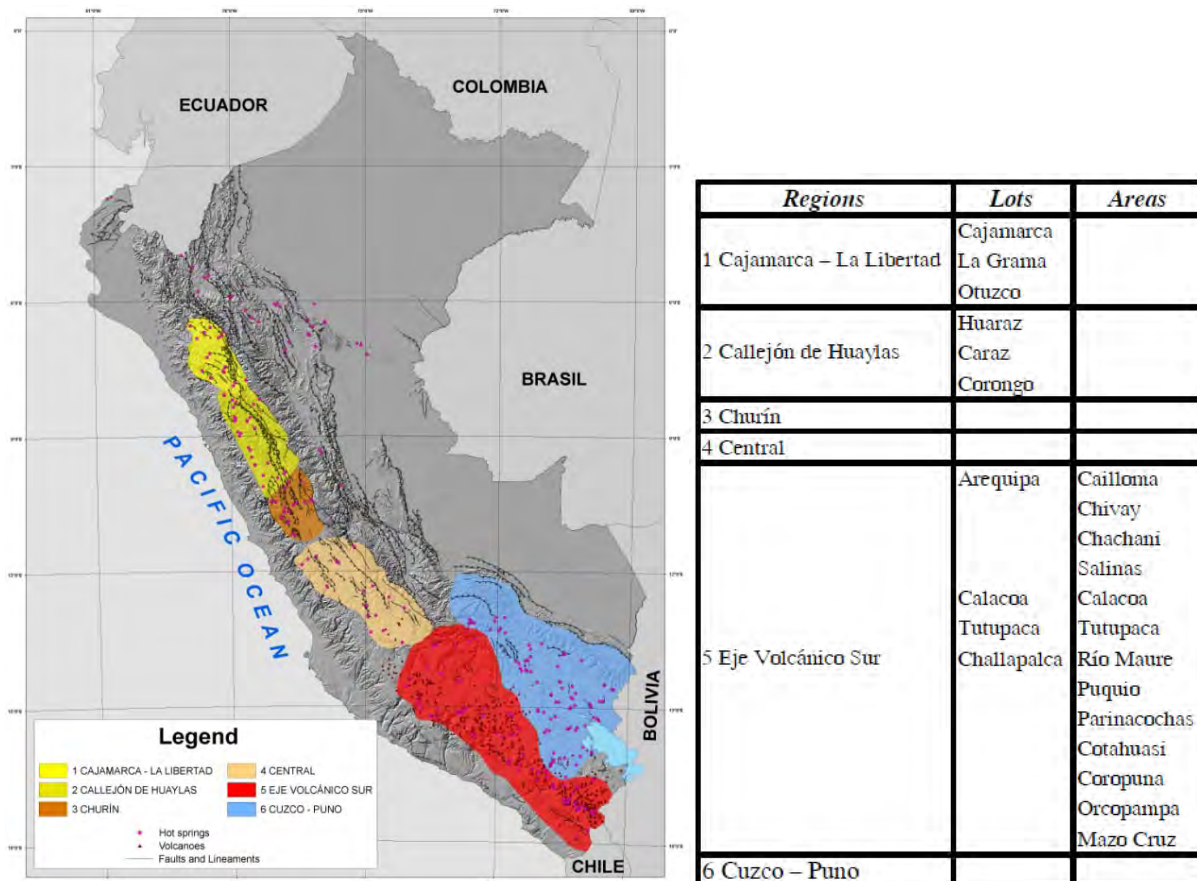 ECUADOR
COLOMBIA
BRASIL
PACIFIC OCEAN
BOLIVIA
CHILE
Legend
1 CAJAMARCA - LA LIBERTAD
2 CALLEJÓN DE HUAYLAS
3 CHURÍN
4 CENTRAL
5 EJE VOLCÁNICO SUR
6 CUZCO - PUNO
Hot springs
Volcanoes
Faults and Lineaments
Regions Lots Areas
1 Cajamarca – La Libertad
Cajamarca
La Grama
Otuzco
2 Callejón de Huaylas
Huaraz
Caraz
Corongo
3 Churín
4 Central
5 Eje Volcánico Sur
Arequipa
Calacoa
Tutupaca
Challapalca
Cailloma
Chivay
Chachani
Salinas
Calacoa
Tutupaca
Río Maure
Puquio
Parinacochas
Cotahuasi
Coropuna
Orcopampa
Mazo Cruz
6 Cuzco – Puno